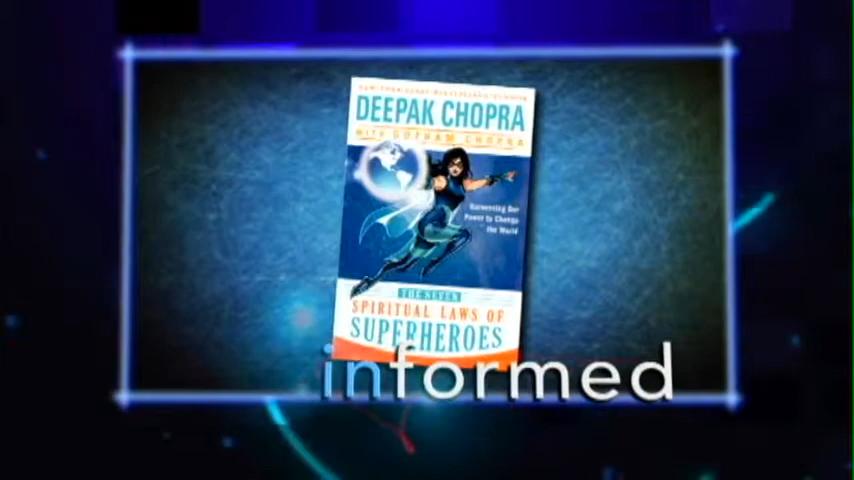 DEEPAK CHOPRA
WITH GOTHAM CHOPRA
Harnessing Our
Power to Change
the World
THE SEVEN
SPIRITUAL LAWS OF
SUPERHEROES
informed